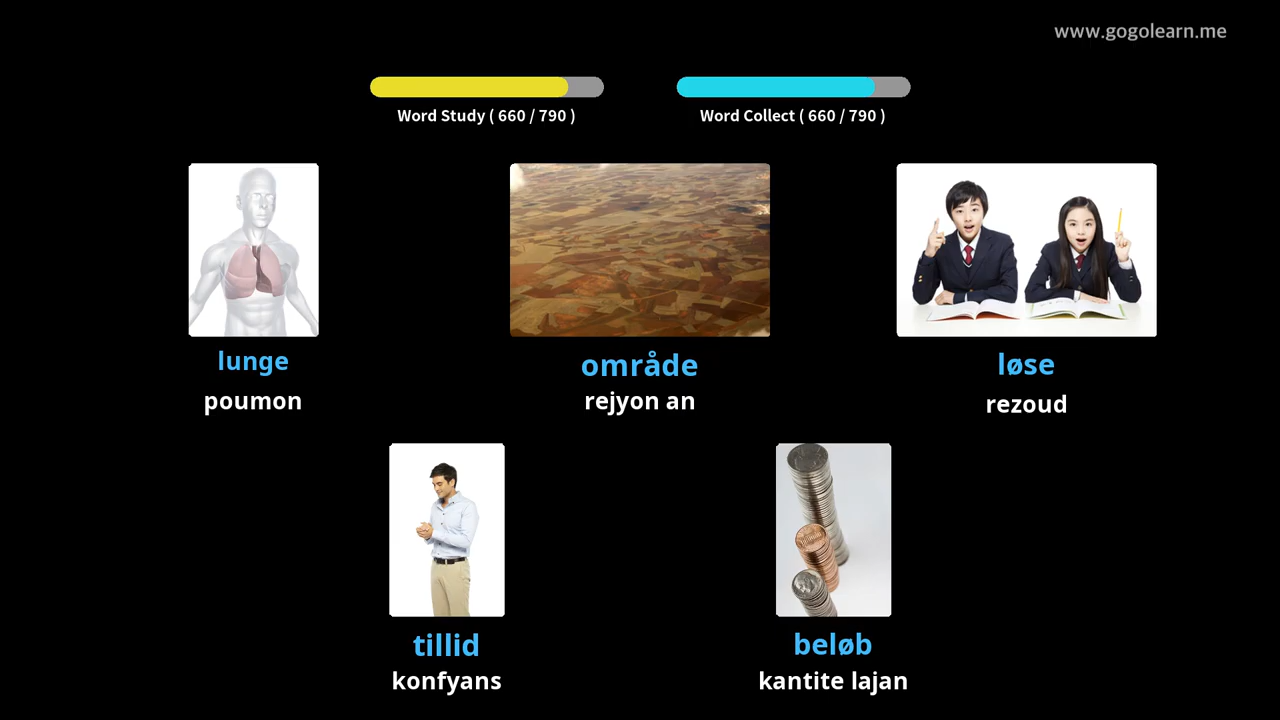 www.gogolearn.me
Word Study ( 660 / 790 )
Word Collect ( 660 / 790 )
lunge
poumon
område
rejyon an
løse
rezoud
tillid
konfyans
beløb
kantite lajan